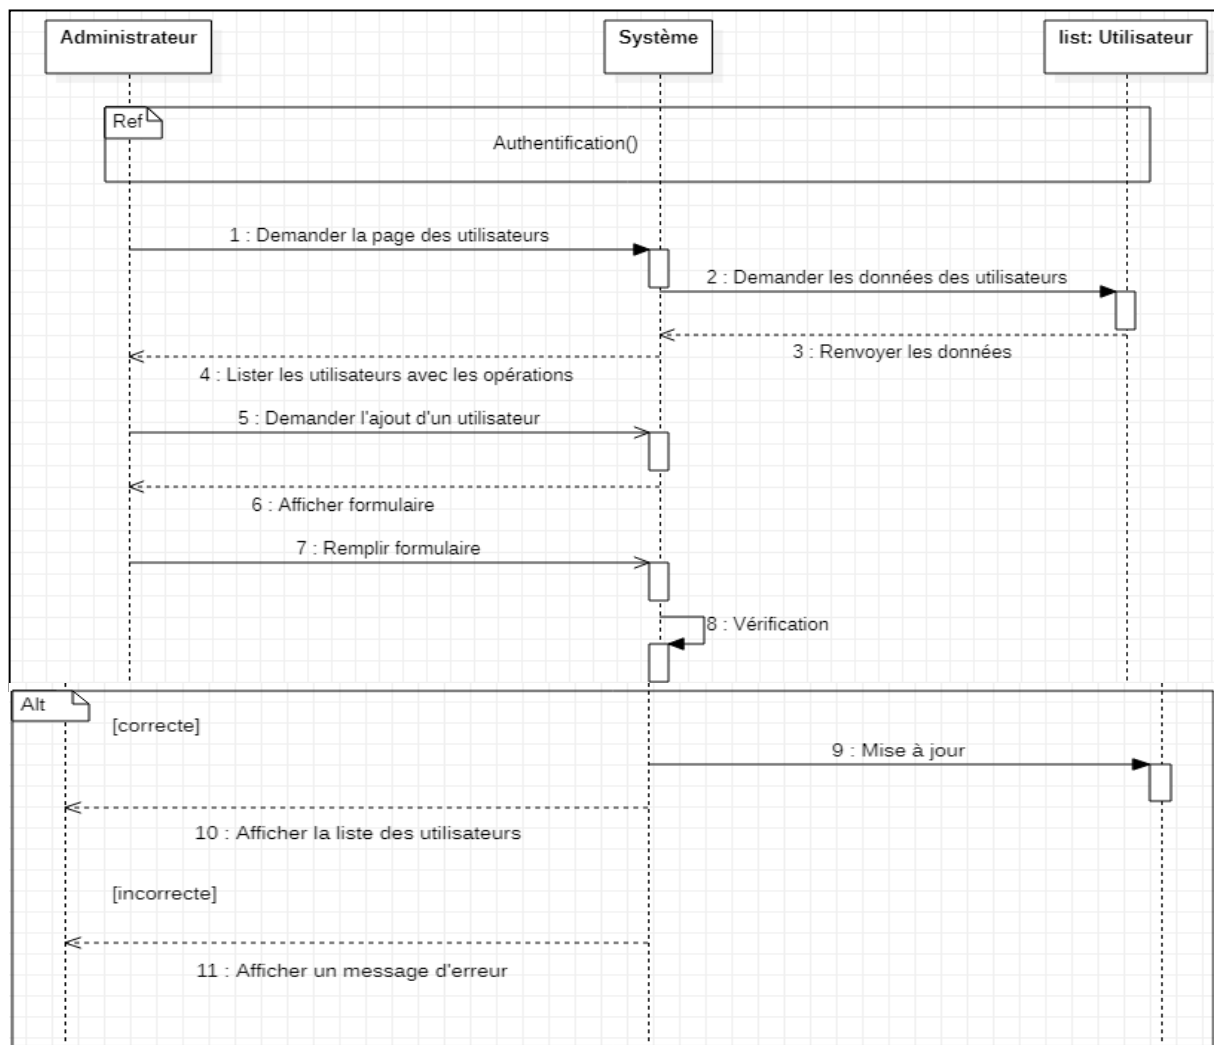 Administrateur
Système
list: Utilisateur
Ref
Authentification()
1 : Demander la page des utilisateurs
2 : Demander les données des utilisateurs
3 : Renvoyer les données
4 : Lister les utilisateurs avec les opérations
5 : Demander l'ajout d'un utilisateur
6 : Afficher formulaire
7 : Remplir formulaire
8 : Vérification
Alt
[correcte]
9 : Mise à jour
10 : Afficher la liste des utilisateurs
[incorrecte]
11 : Afficher un message d'erreur